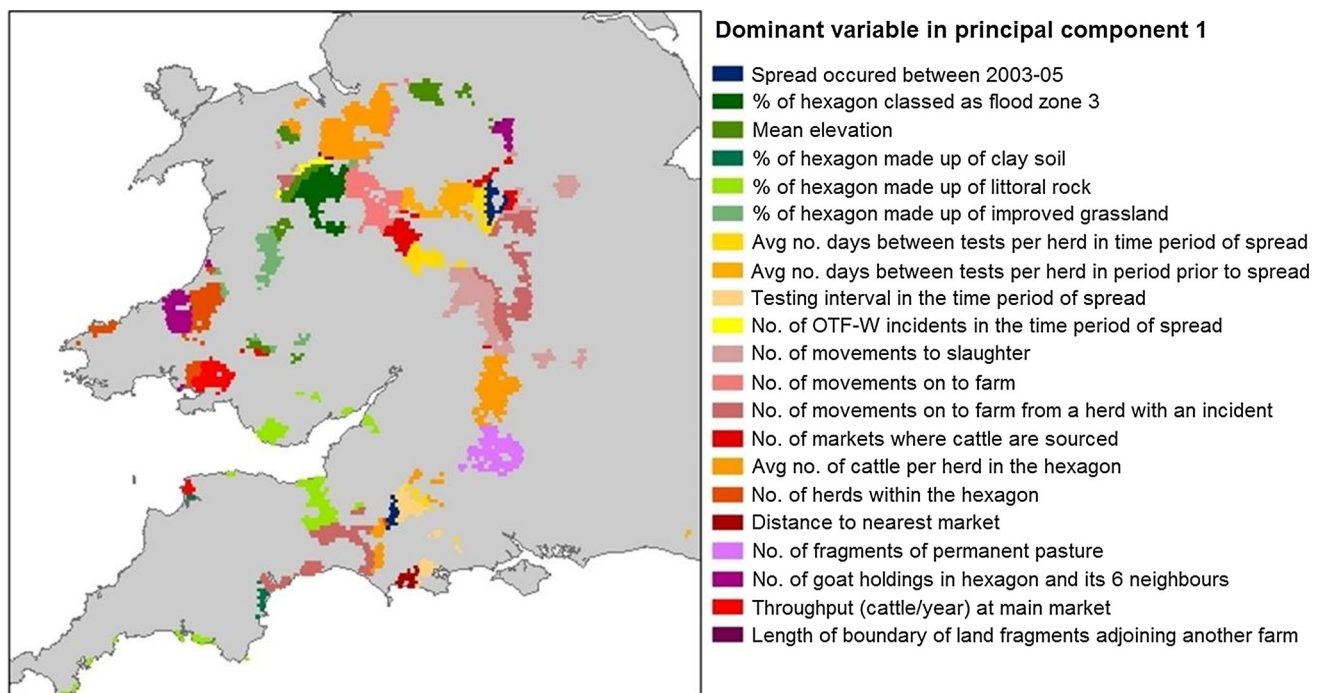 Dominant variable in principal component 1
Spread occured between 2003-05
% of hexagon classed as flood zone 3
Mean elevation
% of hexagon made up of clay soil
% of hexagon made up of littoral rock
% of hexagon made up of improved grassland
Avg no. days between tests per herd in time period of spread
Avg no. days between tests per herd in period prior to spread
Testing interval in the time period of spread
No. of OTF-W incidents in the time period of spread
No. of movements to slaughter
No. of movements on to farm
No. of movements on to farm from a herd with an incident
No. of markets where cattle are sourced
Avg no. of cattle per herd in the hexagon
No. of herds within the hexagon
Distance to nearest market
No. of fragments of permanent pasture
No. of goat holdings in hexagon and its 6 neighbours
Throughput (cattle/year) at main market
Length of boundary of land fragments adjoining another farm